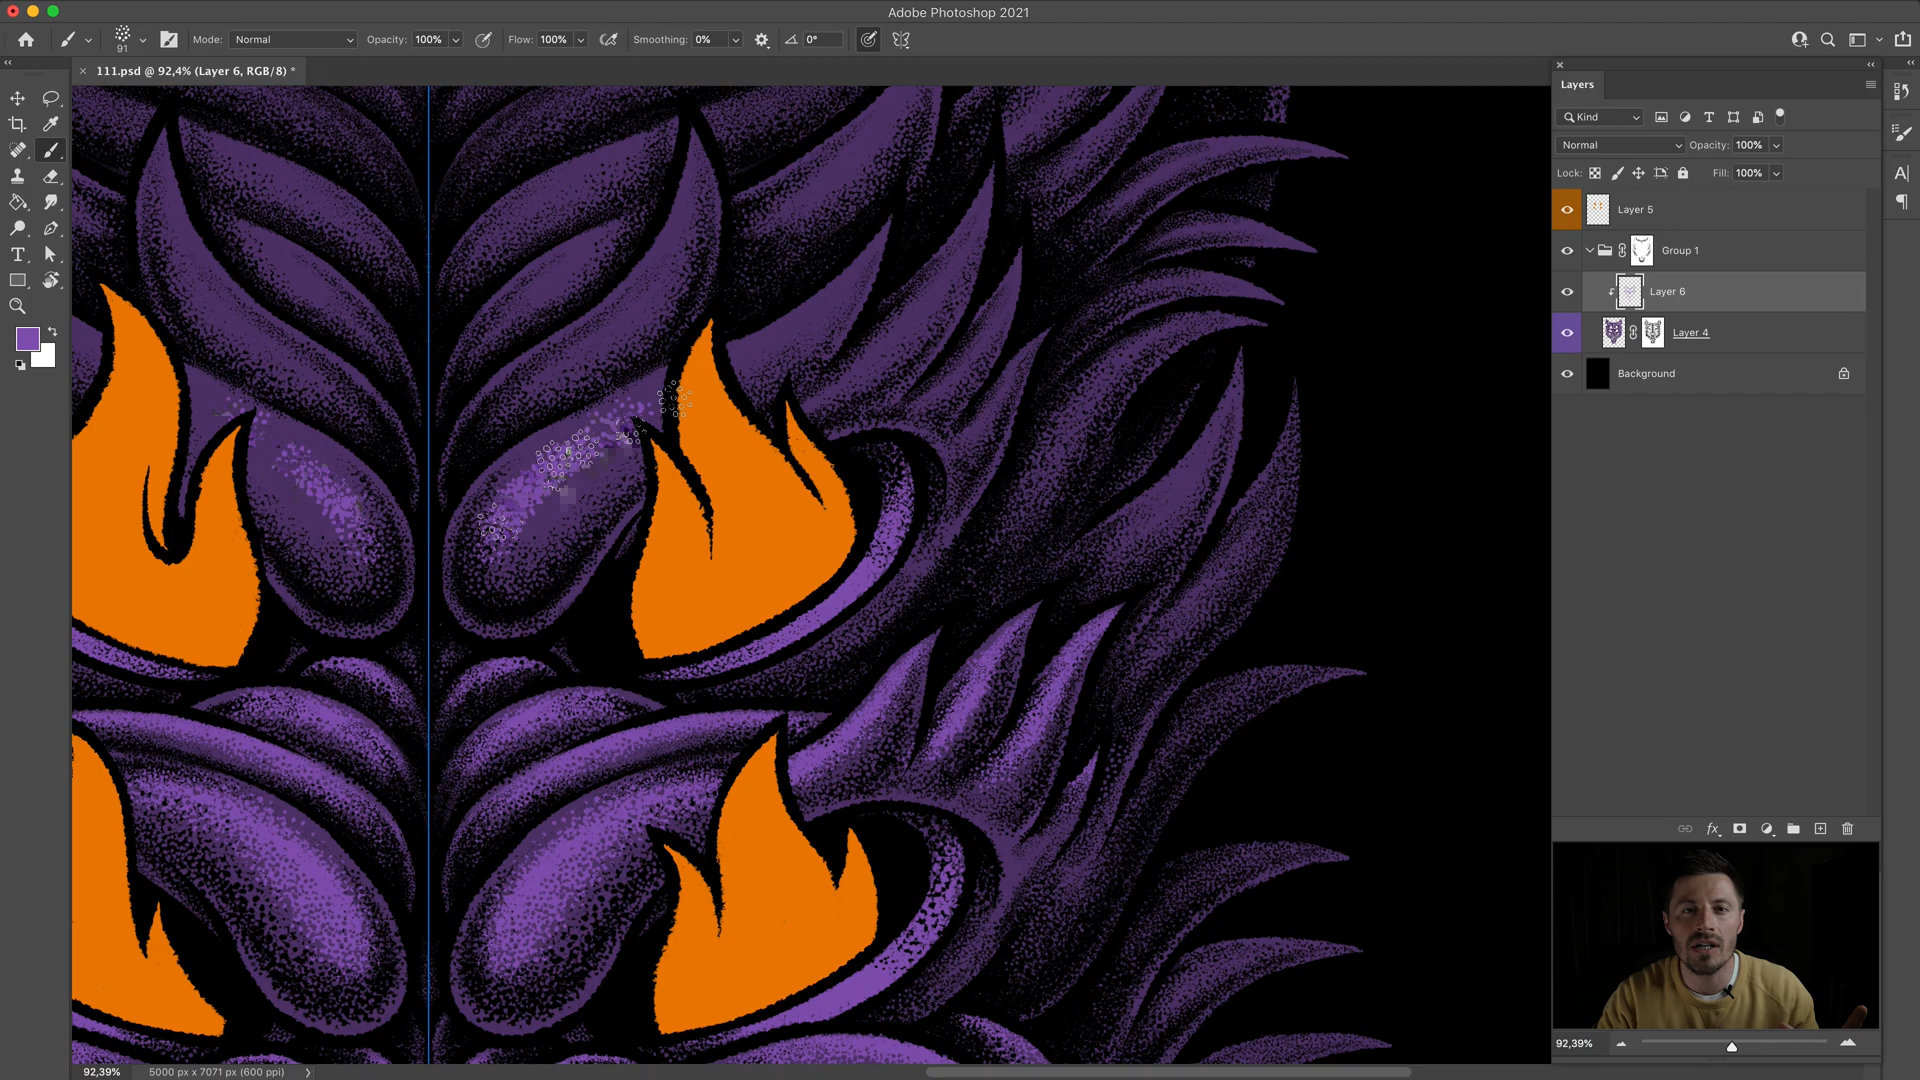 Adobe Photoshop 2021
91
Mode: Normal
Opacity: 100%
Flow: 100%
Smoothing: 0%
0°
111.psd @ 92,4% (Layer 6, RGB/8) *
Layers
Kind
Normal
Opacity: 100%
Lock:
Fill: 100%
Layer 5
Group 1
Layer 6
Layer 4
Background
fx
92,39%
92,39%
5000 px x 7071 px (600 ppi)